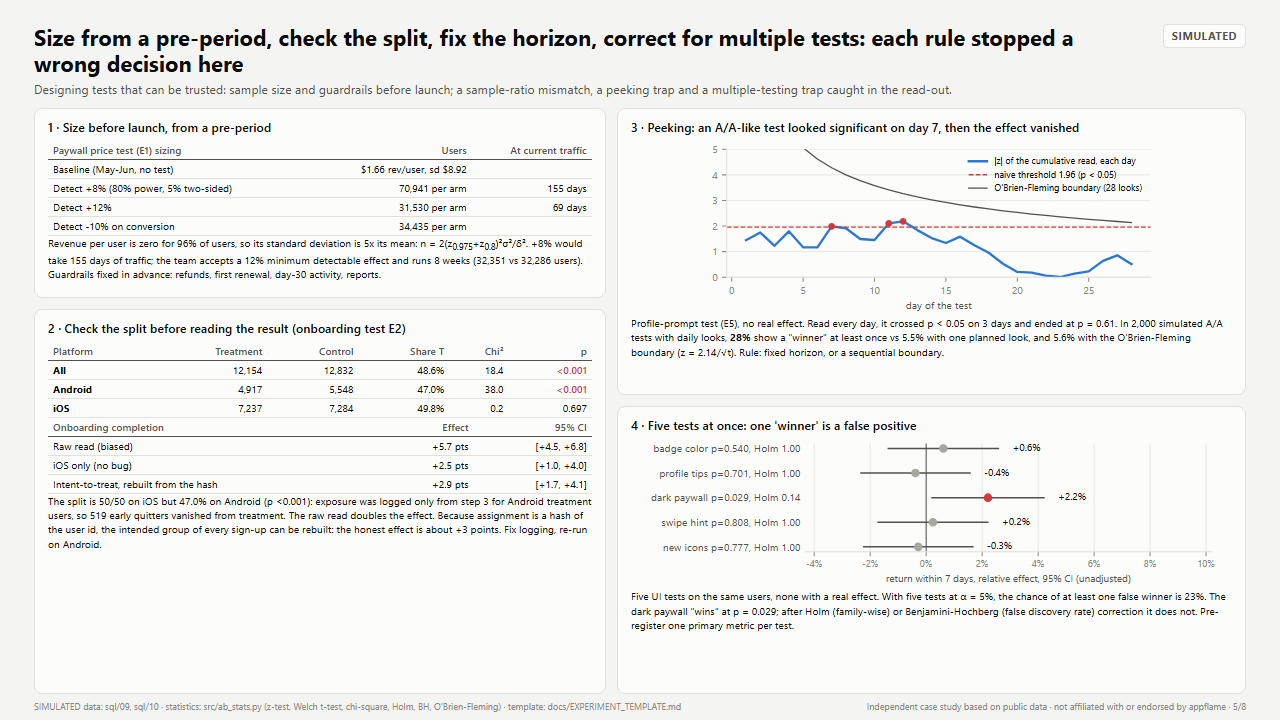 Size from a pre-period, check the split, fix the horizon, correct for multiple tests: each rule stopped a
wrong decision here
SIMULATED
Designing tests that can be trusted: sample size and guardrails before launch; a sample-ratio mismatch, a peeking trap and a multiple-testing trap caught in the read-out.
1 · Size before launch, from a pre-period
Paywall price test (E1) sizing Users At current traffic
Baseline (May-Jun, no test) $1.66 rev/user, sd $8.92
Detect +8% (80% power, 5% two-sided) 70,941 per arm 155 days
Detect +12% 31,530 per arm 69 days
Detect -10% on conversion 34,435 per arm
Revenue per user is zero for 96% of users, so its standard deviation is 5x its mean: n = 2(z₀.₉₇₅+z₀.₈)²σ²/δ². +8% would
take 155 days of traffic; the team accepts a 12% minimum detectable effect and runs 8 weeks (32,351 vs 32,286 users).
Guardrails fixed in advance: refunds, first renewal, day-30 activity, reports.
2 · Check the split before reading the result (onboarding test E2)
Platform Treatment Control Share T Chi² p
All 12,154 12,832 48.6% 18.4 <0.001
Android 4,917 5,548 47.0% 38.0 <0.001
iOS 7,237 7,284 49.8% 0.2 0.697
Onboarding completion Effect 95% CI
Raw read (biased) +5.7 pts [+4.5, +6.8]
iOS only (no bug) +2.5 pts [+1.0, +4.0]
Intent-to-treat, rebuilt from the hash +2.9 pts [+1.7, +4.1]
The split is 50/50 on iOS but 47.0% on Android (p <0.001): exposure was logged only from step 3 for Android treatment
users, so 519 early quitters vanished from treatment. The raw read doubles the effect. Because assignment is a hash of
the user id, the intended group of every sign-up can be rebuilt: the honest effect is about +3 points. Fix logging, re-run
on Android.
3 · Peeking: an A/A-like test looked significant on day 7, then the effect vanished
|z| of the cumulative read, each day
naive threshold 1.96 (p < 0.05)
O'Brien-Fleming boundary (28 looks)
5
4
3
2
1
0
0 5 10 15 20 25
day of the test
Profile-prompt test (E5), no real effect. Read every day, it crossed p < 0.05 on 3 days and ended at p = 0.61. In 2,000 simulated A/A
tests with daily looks, 28% show a "winner" at least once vs 5.5% with one planned look, and 5.6% with the O'Brien-Fleming
boundary (z = 2.14/√t). Rule: fixed horizon, or a sequential boundary.
4 · Five tests at once: one 'winner' is a false positive
badge color p=0.540, Holm 1.00 +0.6%
profile tips p=0.701, Holm 1.00 -0.4%
dark paywall p=0.029, Holm 0.14 +2.2%
swipe hint p=0.808, Holm 1.00 +0.2%
new icons p=0.777, Holm 1.00 -0.3%
-4% -2% 0% 2% 4% 6% 8% 10%
return within 7 days, relative effect, 95% CI (unadjusted)
Five UI tests on the same users, none with a real effect. With five tests at α = 5%, the chance of at least one false winner is 23%. The
dark paywall "wins" at p = 0.029; after Holm (family-wise) or Benjamini-Hochberg (false discovery rate) correction it does not. Pre-
register one primary metric per test.
SIMULATED data: sql/09, sql/10 · statistics: src/ab_stats.py (z-test, Welch t-test, chi-square, Holm, BH, O'Brien-Fleming) · template: docs/EXPERIMENT_TEMPLATE.md
Independent case study based on public data · not affiliated with or endorsed by appflame · 5/8